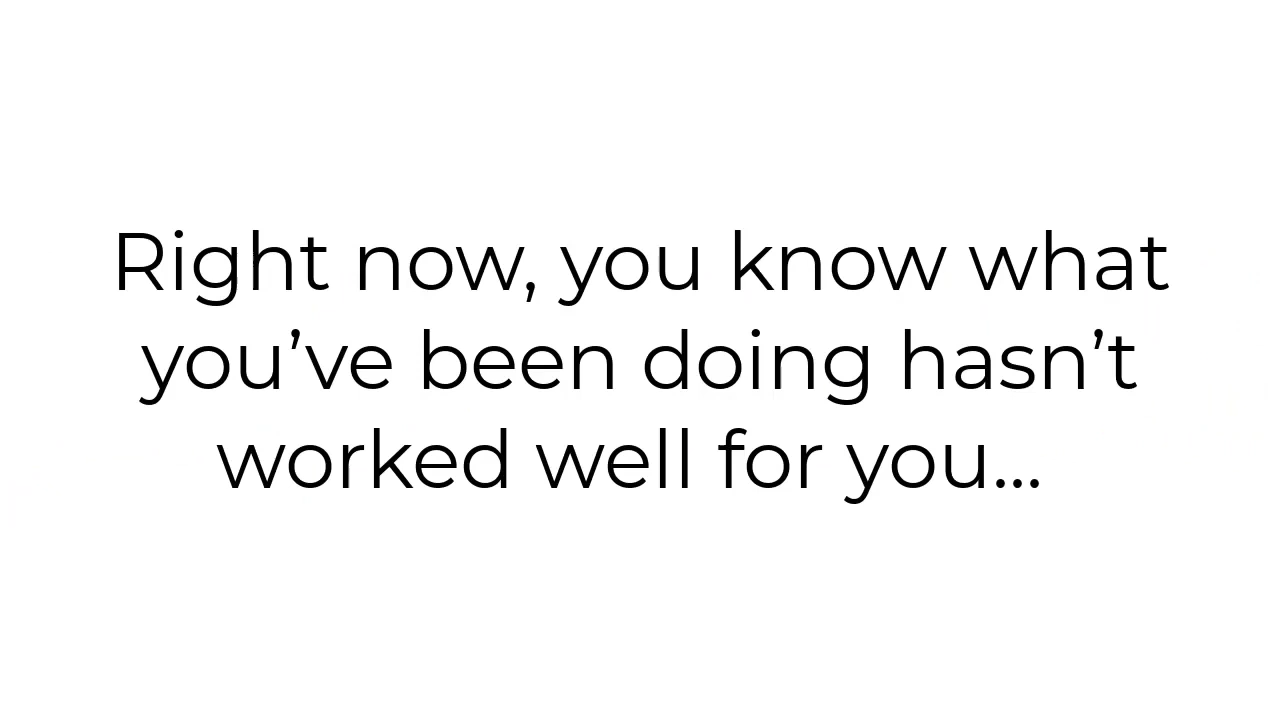 Right now, you know what
you’ve been doing hasn’t
worked well for you...